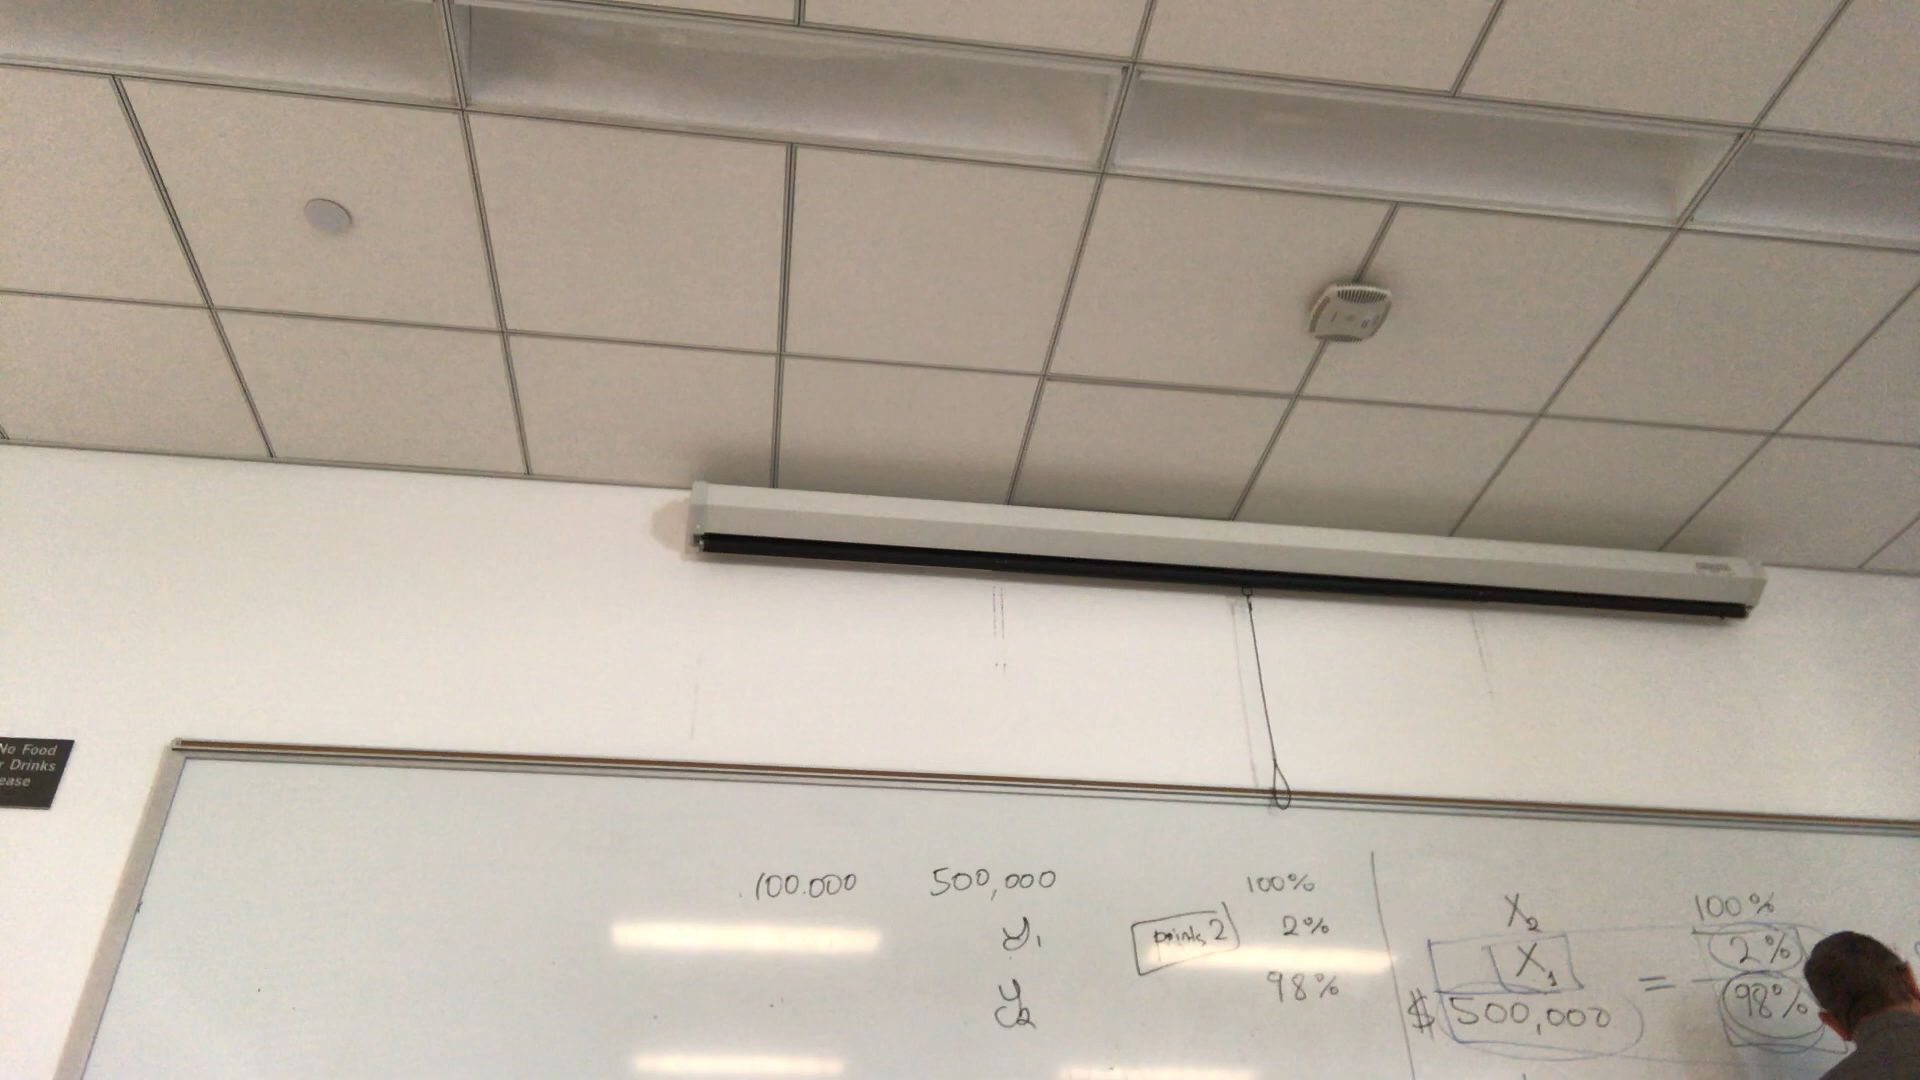 No Food
r Drinks
ease
100.000 500,000 100%
y1 points 2 2%
y2 98%
X2 100%
X1 = 2%
$ 500,000 98%